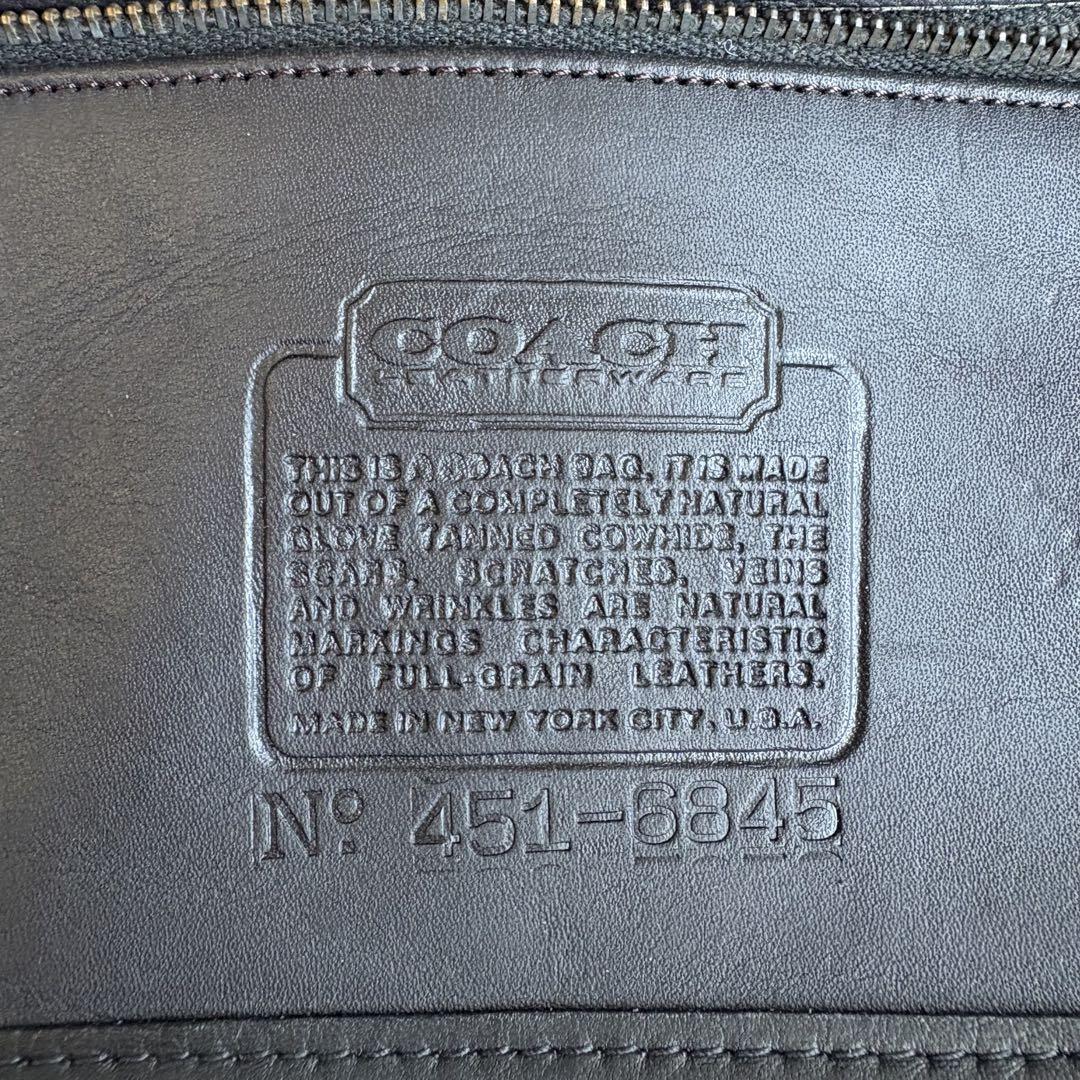 COACH
LEATHERWARE
THIS IS A COACH BAG. IT IS MADE
OUT OF A COMPLETELY NATURAL
GLOVE TANNED COWHIDE, THE
SCARS, SCRATCHES, VEINS
AND WRINKLES ARE NATURAL
MARKINGS CHARACTERISTIC
OF FULL-GRAIN LEATHERS.
MADE IN NEW YORK CITY, U.S.A.
No. 451-6845